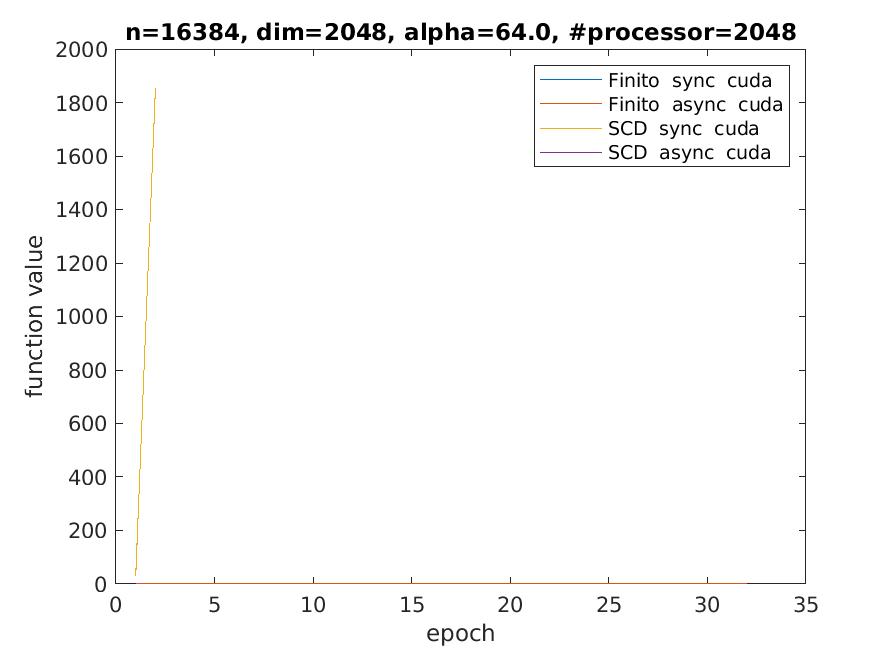 n=16384, dim=2048, alpha=64.0, #processor=2048
2000
1800
1600
1400
1200
1000
800
600
400
200
0
function value
Finito sync cuda
Finito async cuda
SCD sync cuda
SCD async cuda
0 5 10 15 20 25 30 35
epoch